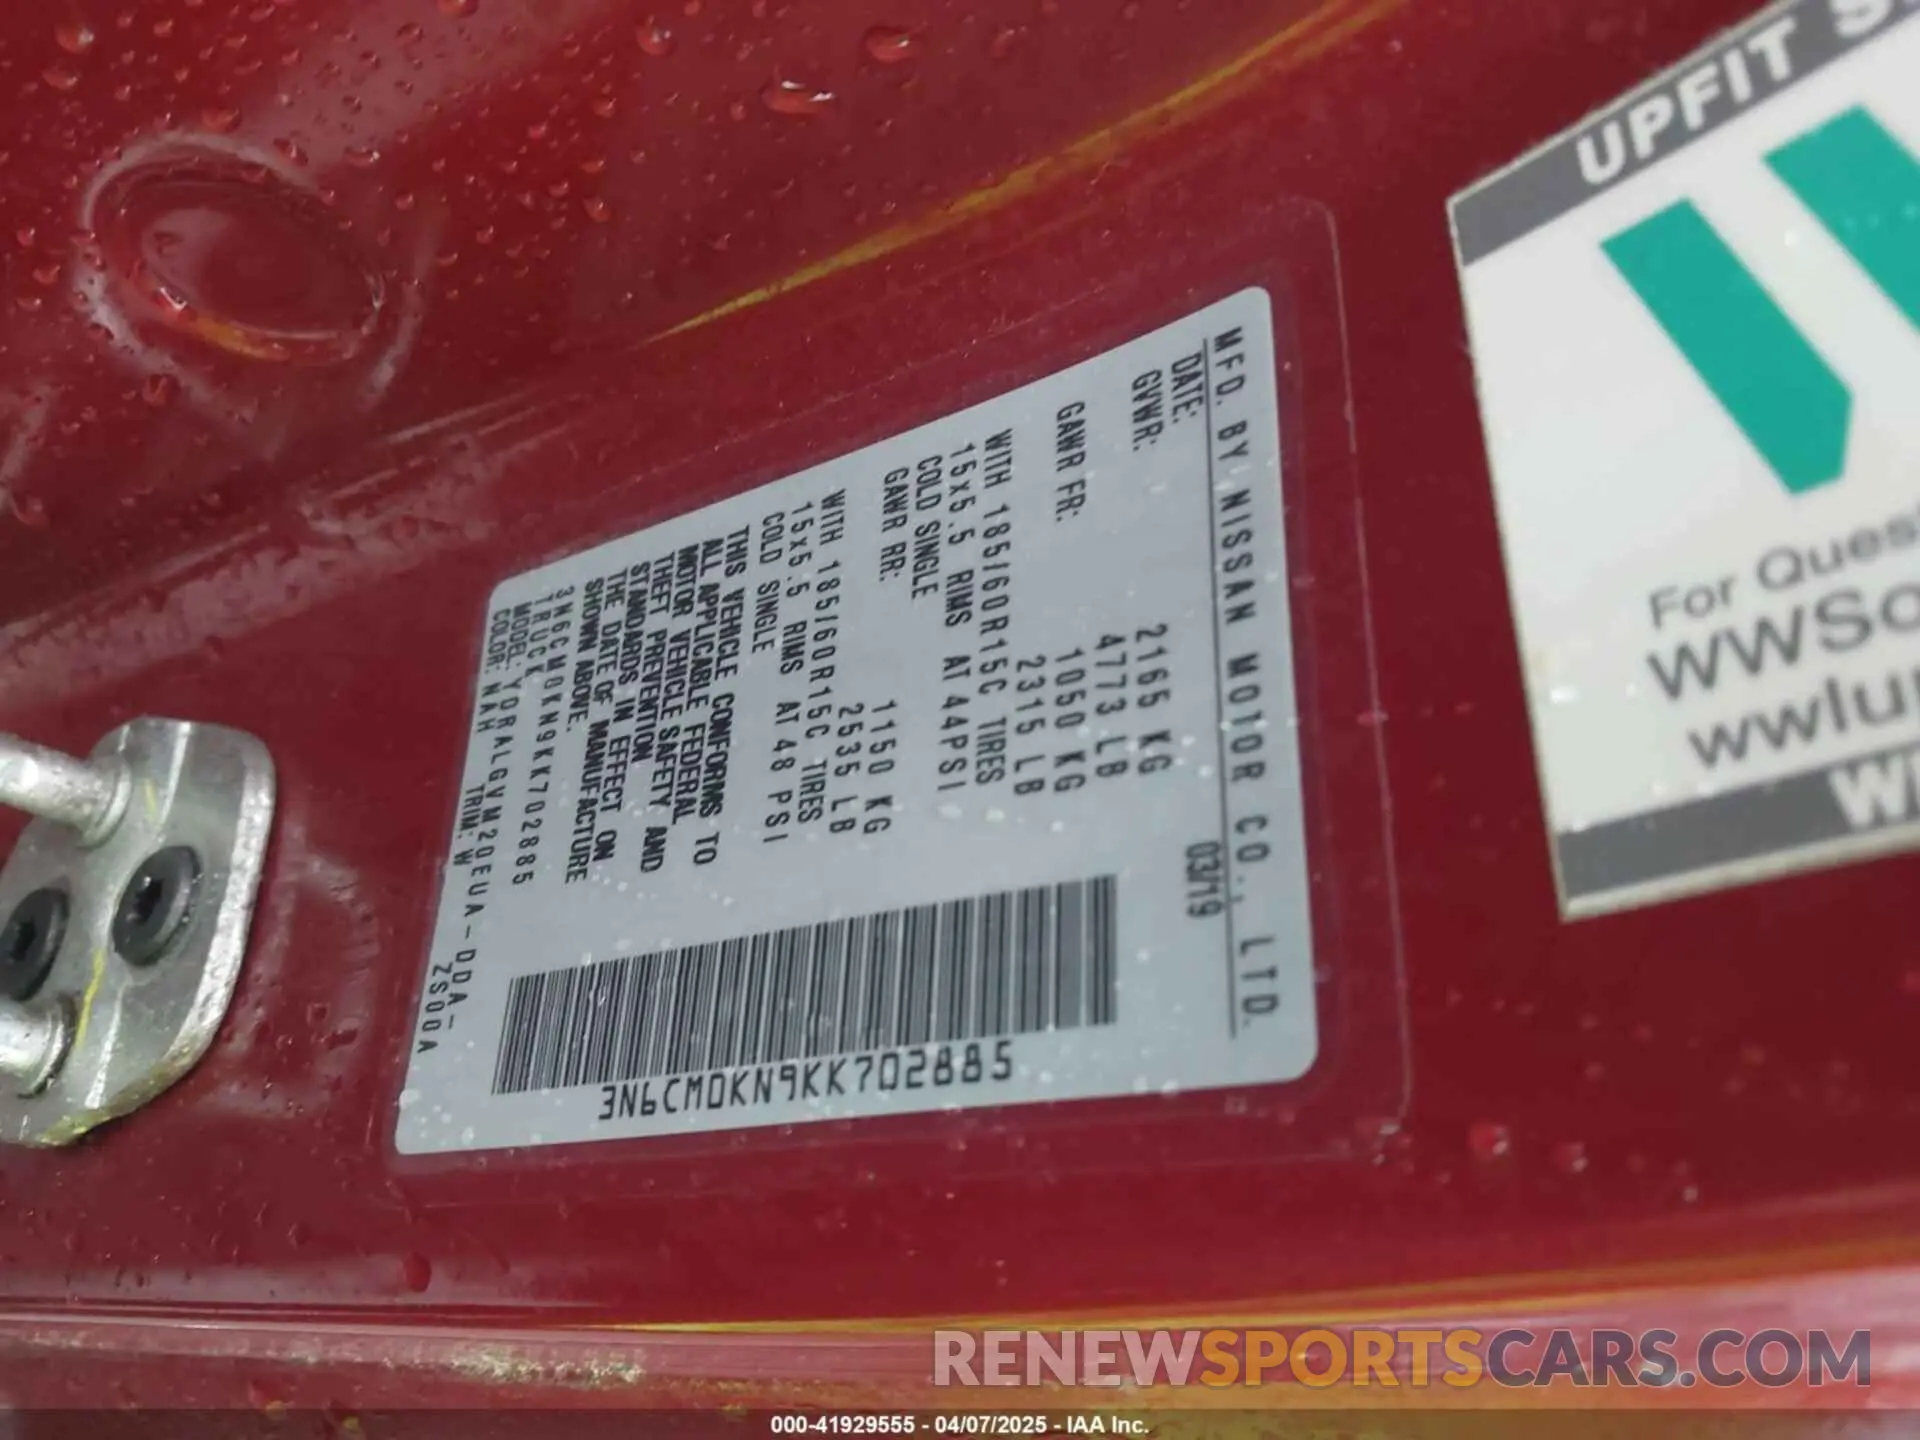 MFD. BY NISSAN MOTOR CO., LTD.
DATE: 03/19
GVWR: 2165 KG
4773 LB
GAWR FR: 1050 KG
2315 LB
WITH 185/60R15C TIRES
15x5.5 RIMS AT 44PSI
COLD SINGLE
GAWR RR: 1150 KG
2535 LB
WITH 185/60R15C TIRES
15x5.5 RIMS AT 48 PSI
COLD SINGLE
THIS VEHICLE CONFORMS TO
ALL APPLICABLE FEDERAL
MOTOR VEHICLE SAFETY AND
THEFT PREVENTION
STANDARDS IN EFFECT ON
THE DATE OF MANUFACTURE
SHOWN ABOVE.
3N6CM0KN9KK702885
TRUCK
MODEL: YDRALGVM20EUA-DDA-
COLOR: NAH TRIM: W ZS00A
3N6CM0KN9KK702885
UPFIT
For
RENEWSPORTSCARS.COM
000-41929555 - 04/07/2025 - IAA Inc.